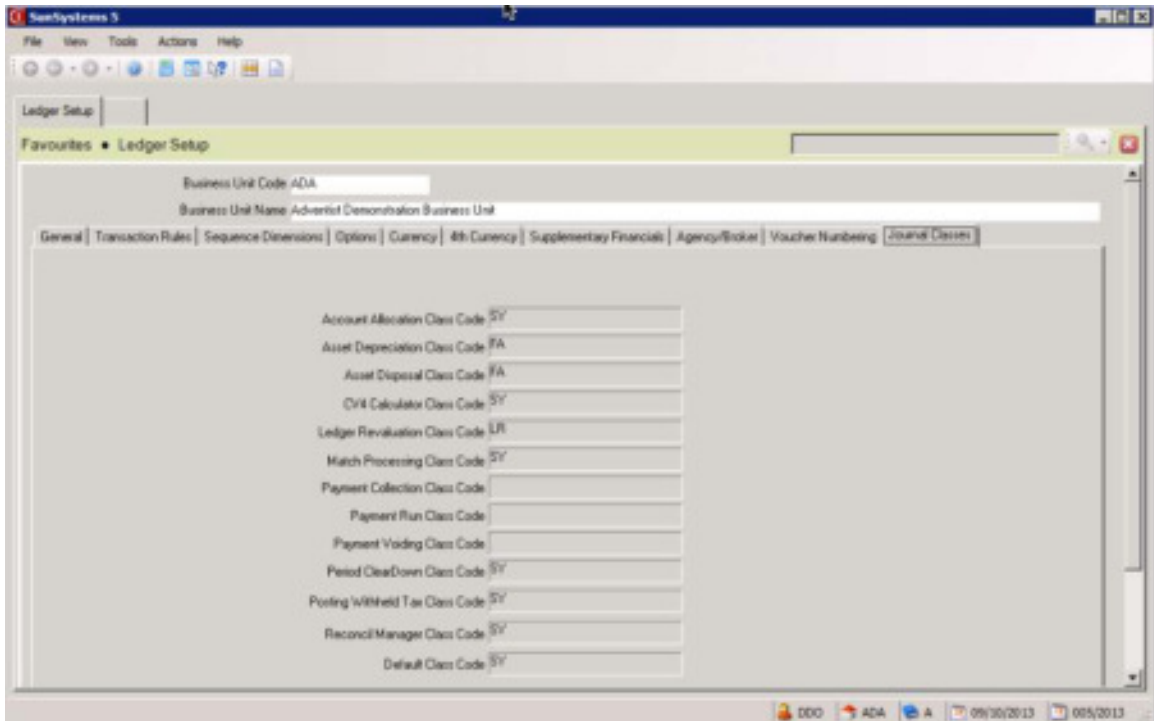 SunSystems 5
File View Tools Actions Help
Ledger Setup
Favourites • Ledger Setup
Business Unit Code ADA
Business Unit Name Adventist Demonstration Business Unit
General Transaction Rules Sequence Dimensions Options Currency 4th Currency Supplementary Financials Agency/Broker Voucher Numbering Journal Classes
Account Allocation Class Code SY
Asset Depreciation Class Code FA
Asset Disposal Class Code FA
CV4 Calculator Class Code SY
Ledger Revaluation Class Code LR
Match Processing Class Code SY
Payment Collection Class Code
Payment Run Class Code
Payment Voiding Class Code
Period ClearDown Class Code SY
Posting Withheld Tax Class Code SY
Reconcil Manager Class Code SY
Default Class Code SY
DDO ADA A 09/10/2013 005/2013